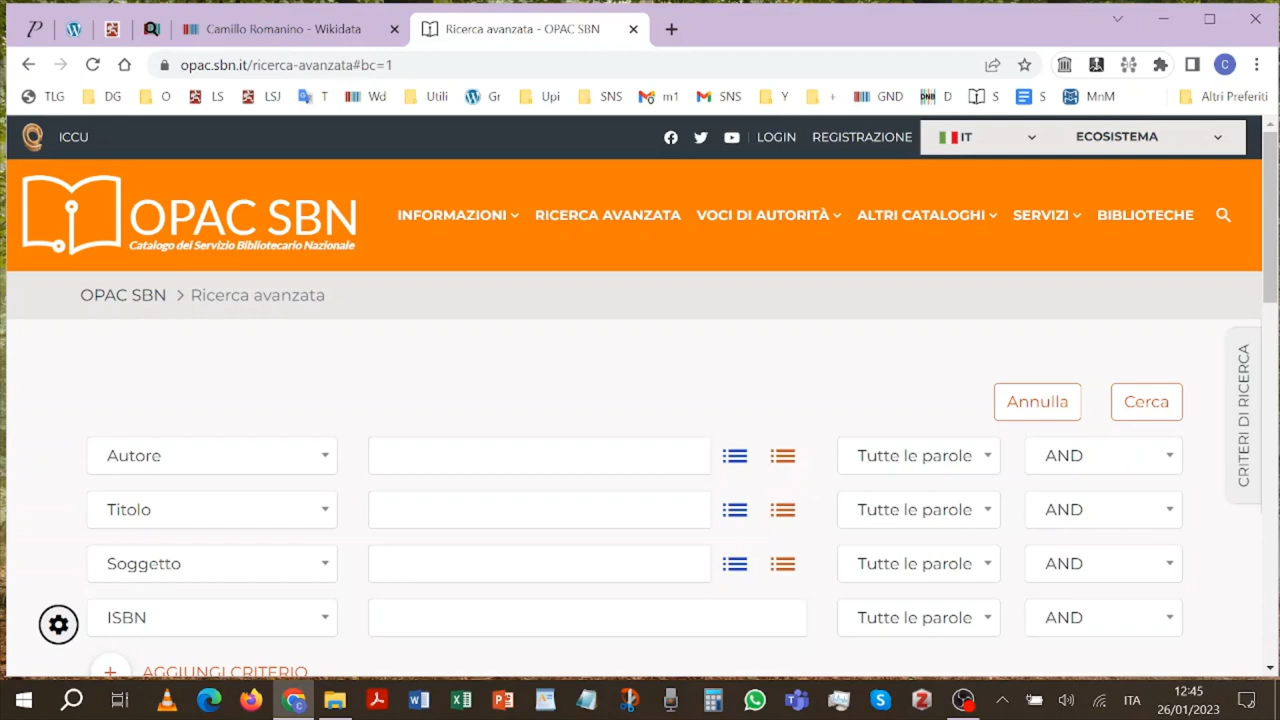 Camillo Romanino - Wikidata
Ricerca avanzata - OPAC SBN
opac.sbn.it/ricerca-avanzata#bc=1
C
TLG DG O LS LSJ T Wd Utili Gr Upi SNS m1 SNS Y + GND D S S MnM Altri Preferiti
ICCU LOGIN REGISTRAZIONE IT ECOSISTEMA
OPAC SBN
Catalogo del Servizio Bibliotecario Nazionale
INFORMAZIONI RICERCA AVANZATA VOCI DI AUTORITÀ ALTRI CATALOGHI SERVIZI BIBLIOTECHE
OPAC SBN > Ricerca avanzata
CRITERI DI RICERCA
Annulla Cerca
Autore Tutte le parole AND
Titolo Tutte le parole AND
Soggetto Tutte le parole AND
ISBN Tutte le parole AND
+ AGGIUNGI CRITERIO
ITA
12:45
26/01/2023